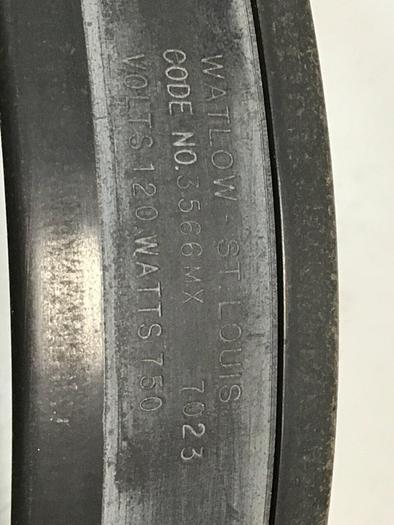 WATLOW - ST. LOUIS
CODE NO. 3566MX 7023
VOLTS 120 WATTS 750